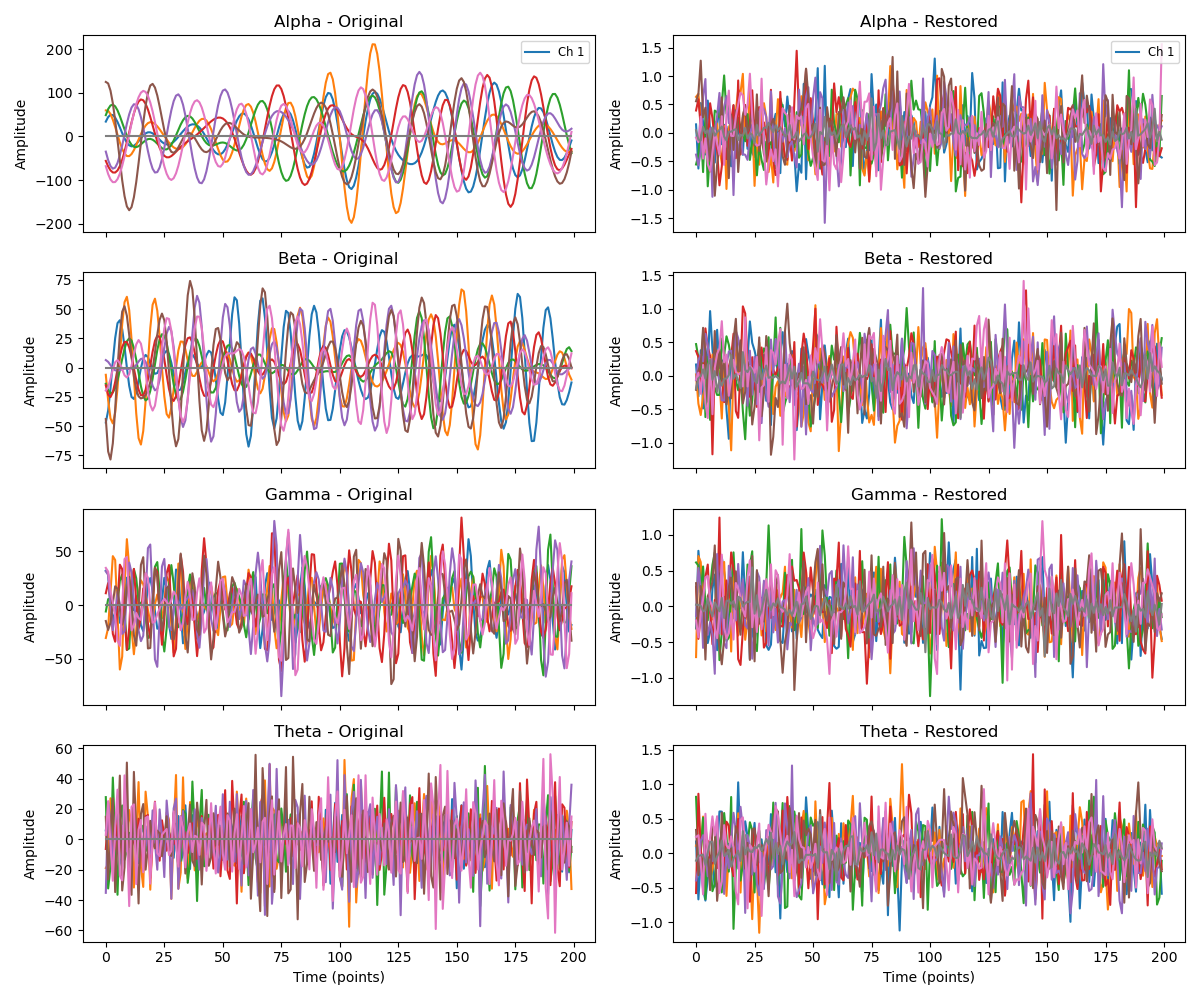 Alpha - Original
Alpha - Restored
200
100
0
−100
−200
Amplitude
Ch 1
1.5
1.0
0.5
0.0
−0.5
−1.0
−1.5
Amplitude
Ch 1
Beta - Original
Beta - Restored
75
50
25
0
−25
−50
−75
Amplitude
1.5
1.0
0.5
0.0
−0.5
−1.0
Amplitude
Gamma - Original
Gamma - Restored
50
0
−50
Amplitude
1.0
0.5
0.0
−0.5
−1.0
Amplitude
Theta - Original
Theta - Restored
60
40
20
0
−20
−40
−60
Amplitude
0 25 50 75 100 125 150 175 200
Time (points)
1.5
1.0
0.5
0.0
−0.5
−1.0
Amplitude
0 25 50 75 100 125 150 175 200
Time (points)